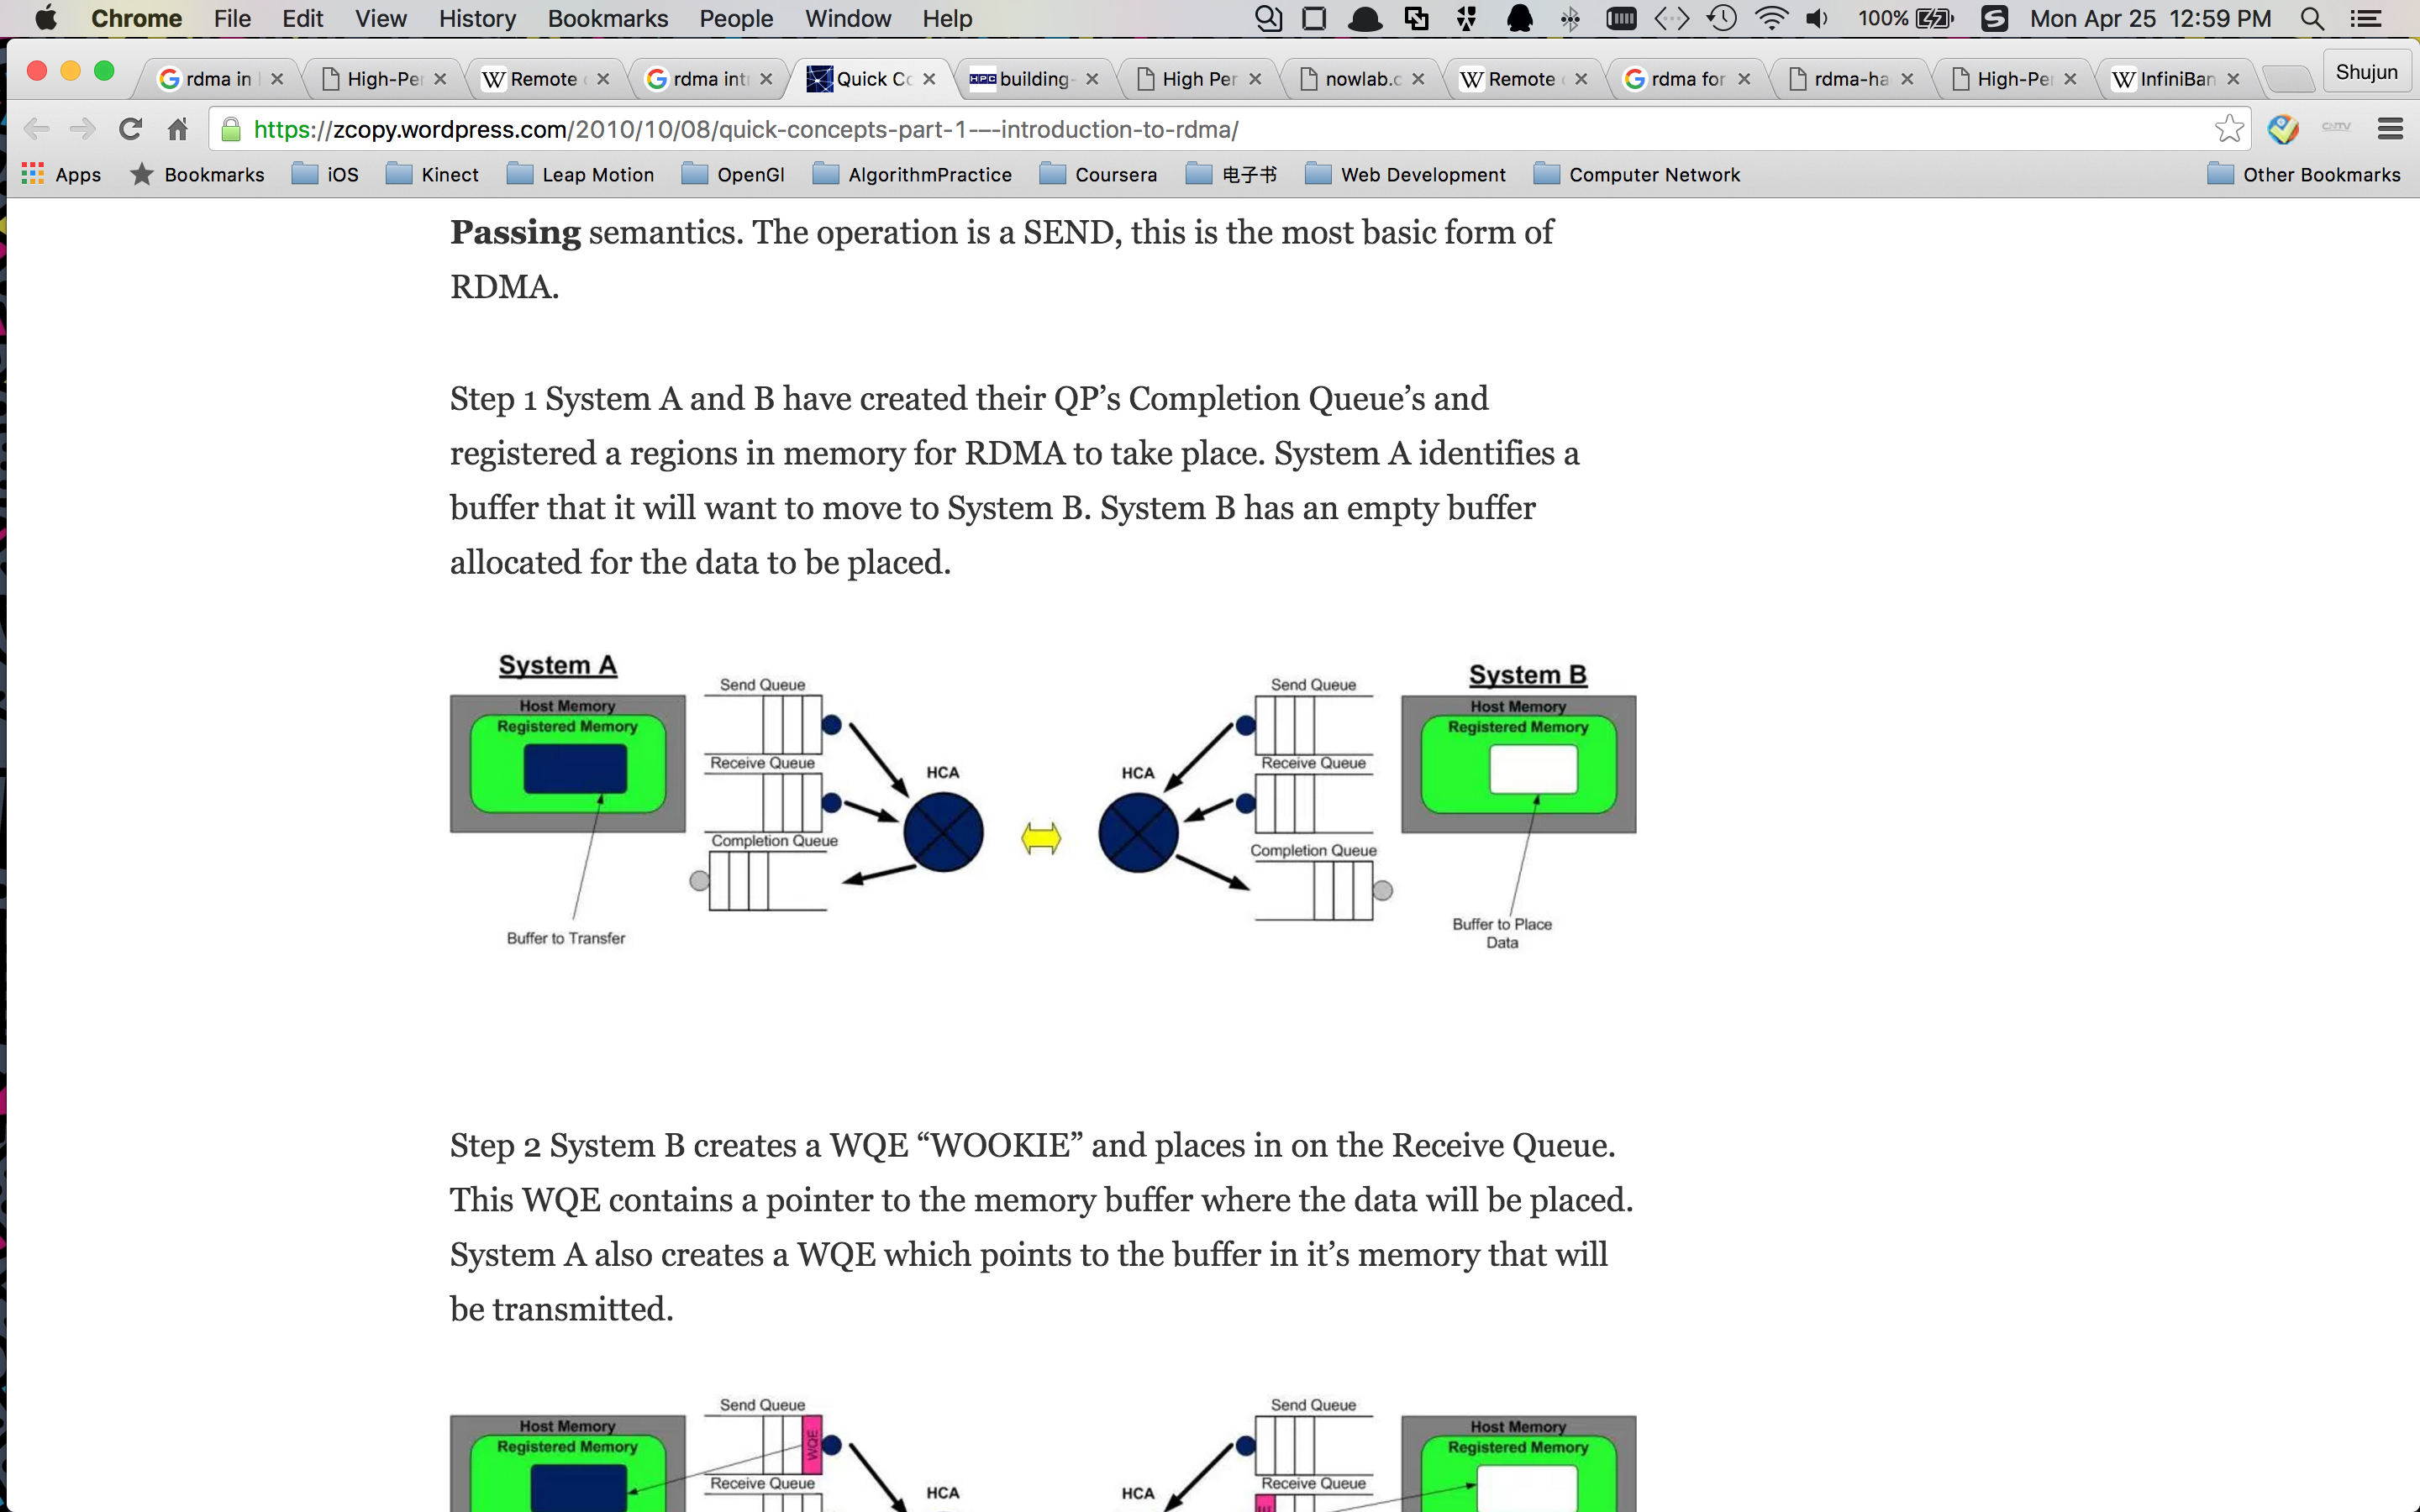 Chrome File Edit View History Bookmarks People Window Help 100% Mon Apr 25 12:59 PM
rdma in High-Per Remote rdma int Quick Co HPC building- High Per nowlab.c Remote rdma for rdma-ha High-Per InfiniBan Shujun
https://zcopy.wordpress.com/2010/10/08/quick-concepts-part-1-–-introduction-to-rdma/ CNTV
Apps Bookmarks iOS Kinect Leap Motion OpenGl AlgorithmPractice Coursera 电子书 Web Development Computer Network Other Bookmarks
Passing semantics. The operation is a SEND, this is the most basic form of
RDMA.
Step 1 System A and B have created their QP’s Completion Queue’s and
registered a regions in memory for RDMA to take place. System A identifies a
buffer that it will want to move to System B. System B has an empty buffer
allocated for the data to be placed.
System A
Host Memory
Registered Memory
Buffer to Transfer
Send Queue
Receive Queue
Completion Queue
HCA
HCA
Send Queue
Receive Queue
Completion Queue
System B
Host Memory
Registered Memory
Buffer to Place
Data
Step 2 System B creates a WQE “WOOKIE” and places in on the Receive Queue.
This WQE contains a pointer to the memory buffer where the data will be placed.
System A also creates a WQE which points to the buffer in it’s memory that will
be transmitted.
Host Memory
Registered Memory
Send Queue
WQE
Receive Queue
HCA
HCA
Send Queue
Receive Queue
Host Memory
Registered Memory